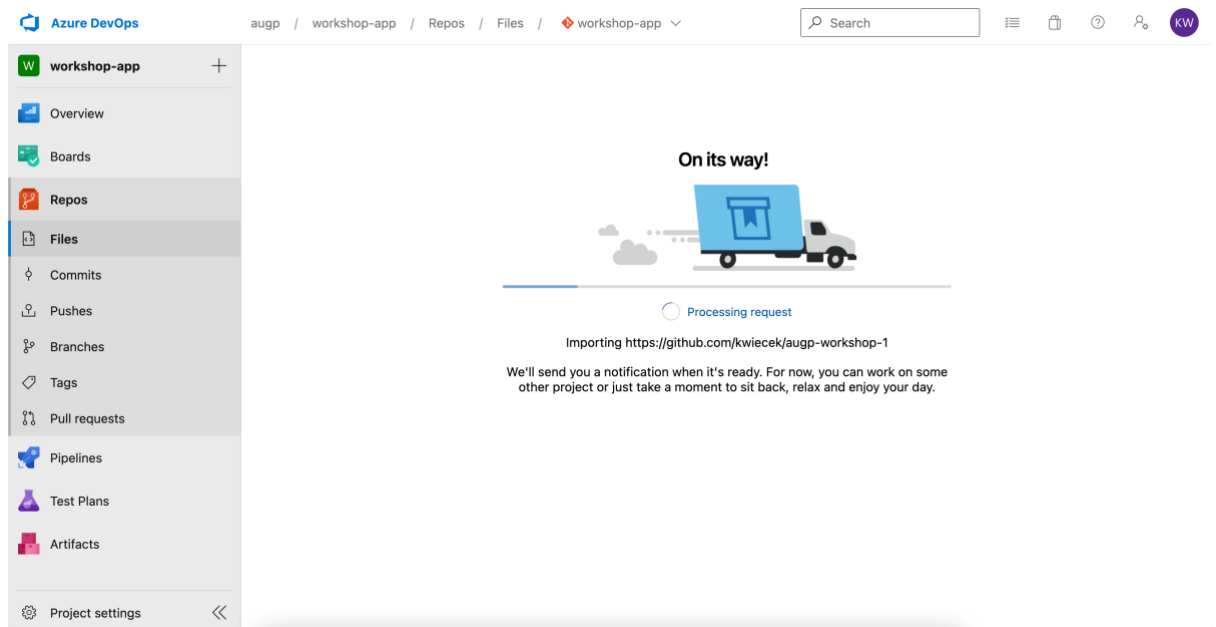 Azure DevOps
augp / workshop-app / Repos / Files / workshop-app
Search
KW
W workshop-app
Overview
Boards
Repos
Files
Commits
Pushes
Branches
Tags
Pull requests
Pipelines
Test Plans
Artifacts
Project settings
On its way!
Processing request
Importing https://github.com/kwiecek/augp-workshop-1
We'll send you a notification when it's ready. For now, you can work on some
other project or just take a moment to sit back, relax and enjoy your day.